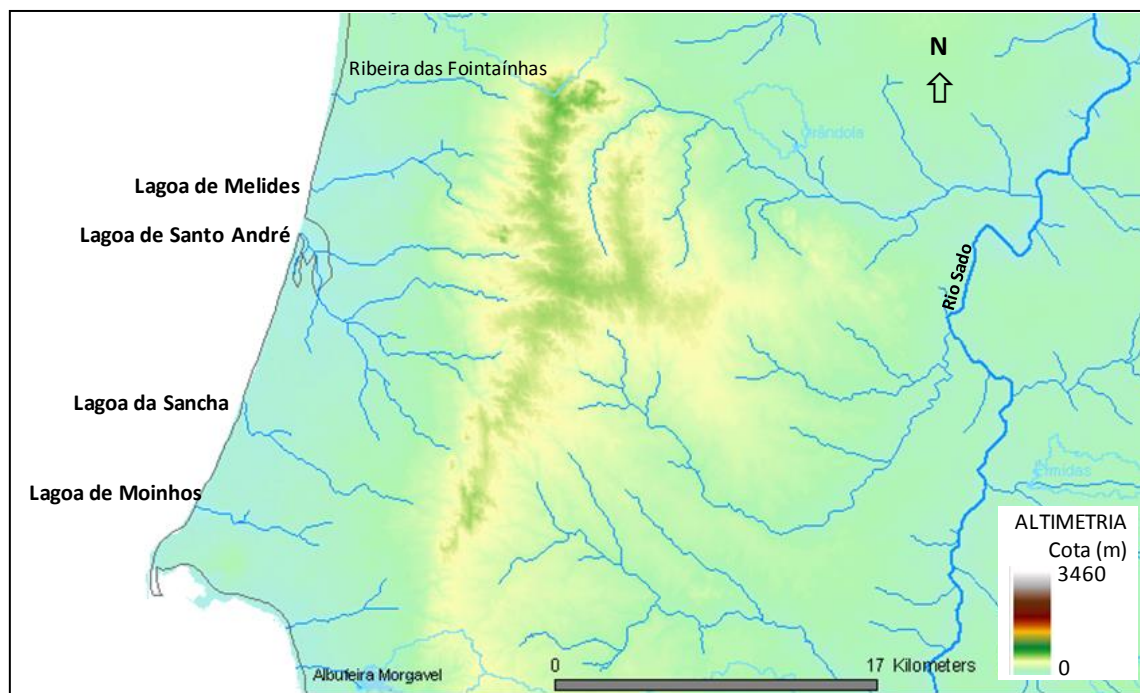 N
Ribeira das Fointaínhas
Grândola
Lagoa de Melides
Lagoa de Santo André
Rio Sado
Lagoa da Sancha
Ermidas
Lagoa de Moinhos
ALTIMETRIA
Cota (m)
3460
0
0
17 Kilometers
Albufeira Morgavel